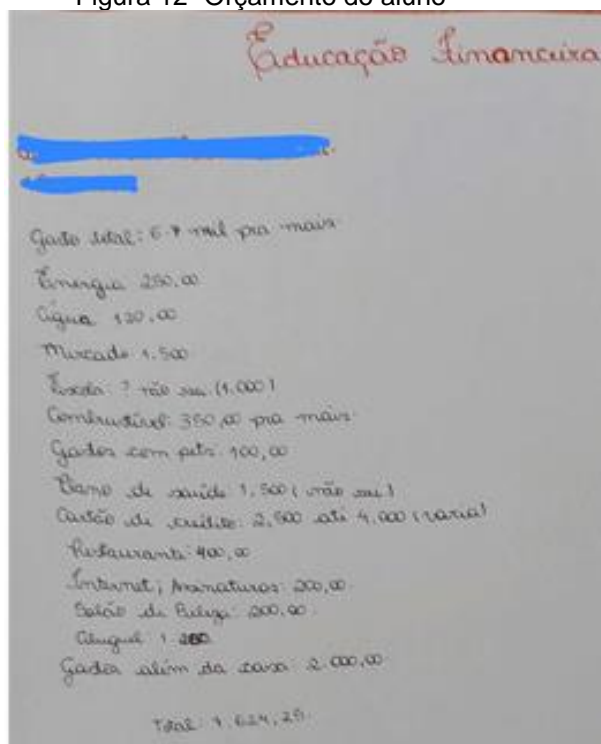 Figura 12- Orçamento do aluno
Educação Financeira
Gasto total: 6.7 mil pra mais.
Energia 250,00
Água 120,00
Mercado 1.500
Escola: ? não sei (1.000)
Combustível: 350,00 pra mais.
Gastos com pets: 100,00
Plano de saúde 1.500 (não sei)
Cartão de crédito: 2.500 até 4.000 (varia)
Restaurante: 400,00
Internet; Assinaturas: 200,00.
Salão de Beleza: 200,00.
Aluguel 1.200
Gastos além da casa: 2.000,00
Total: 7.624,25.